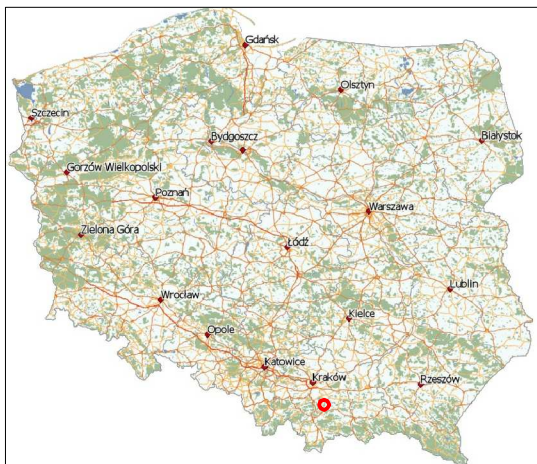 Gdańsk
Olsztyn
Szczecin
Bydgoszcz
Białystok
Gorzów Wielkopolski
Poznań
Warszawa
Zielona Góra
Łódź
Lublin
Wrocław
Kielce
Opole
Katowice
Kraków
Rzeszów